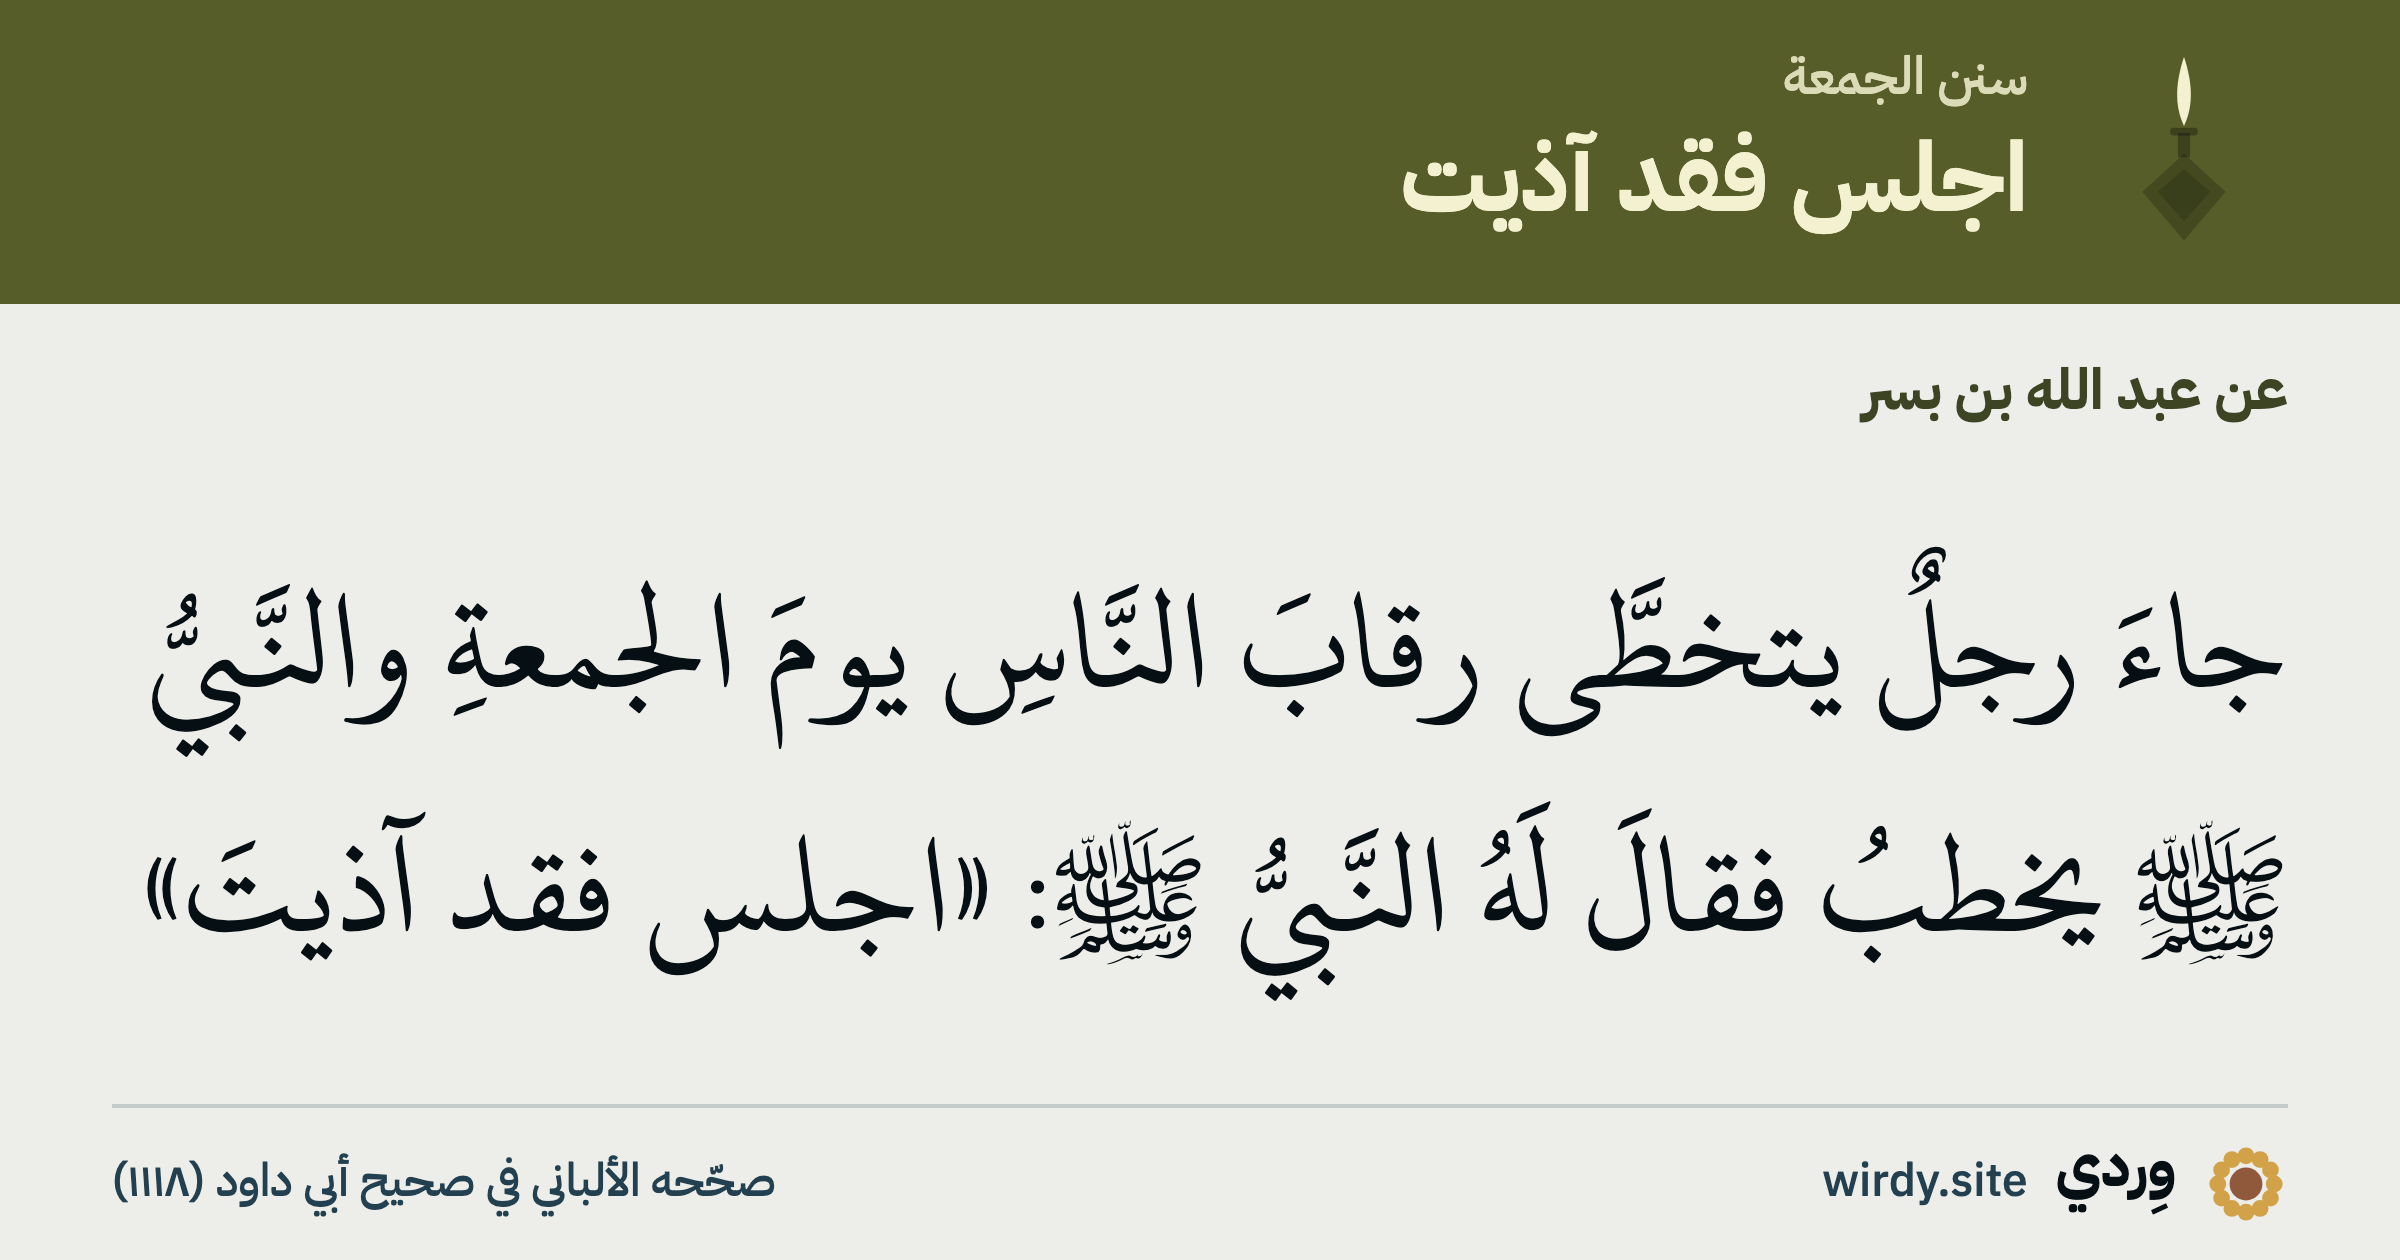 سنن الجمعة
اجلس فقد آذيت
عن عبد الله بن بسر
جاءَ رجلٌ يتخطَّى رقابَ النَّاسِ يومَ الجمعةِ والنَّبيُّ
ﷺ يخطبُ فقالَ لَهُ النَّبيُّ ﷺ: «اجلس فقد آذيتَ»
وِردي wirdy.site
صحّحه الألباني في صحيح أبي داود (١١١٨)